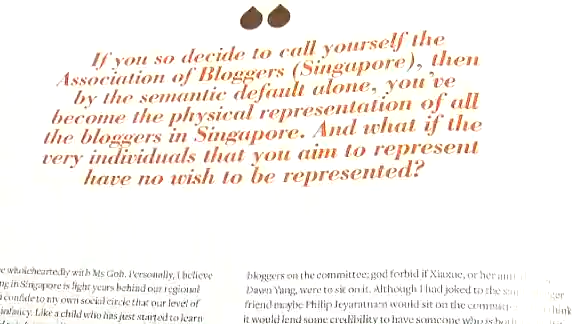 If you so decide to call yourself the
Association of Bloggers (Singapore), then
by the semantic default alone, you've
become the physical representation of all
the bloggers in Singapore. And what if the
very individuals that you aim to represent
have no wish to be represented?
wholeheartedly with Ms Goh. Personally, I believe
ng in Singapore is light years behind our regional
confide to my own social circle that our level of
infancy. Like a child who has just started to learn
bloggers on the committee; god forbid if Xiaxue, or her
Dawn Yang, were to sit on it. Although I had joked to
friend maybe Philip Jeyaratnam would sit on the
it would lend some credibility to have someone who is